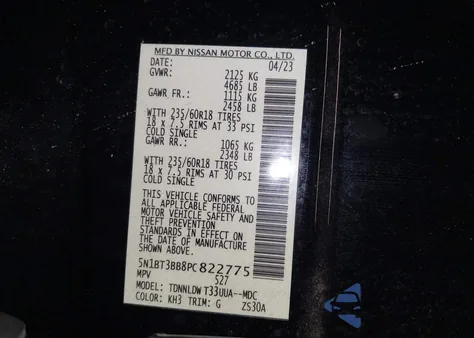 MFD BY NISSAN MOTOR CO., LTD.
DATE: 04/23
GVWR: 2125 KG
4685 LB
GAWR FR.: 1115 KG
2458 LB
WITH 235/60R18 TIRES
18 x 7.5 RIMS AT 33 PSI
COLD SINGLE
GAWR RR.: 1065 KG
2348 LB
WITH 235/60R18 TIRES
18 x 7.5 RIMS AT 30 PSI
COLD SINGLE
THIS VEHICLE CONFORMS TO
ALL APPLICABLE FEDERAL
MOTOR VEHICLE SAFETY AND
THEFT PREVENTION
STANDARDS IN EFFECT ON
THE DATE OF MANUFACTURE
SHOWN ABOVE.
5N1BT3BB8PC822775
MPV S27
MODEL: TDNNLDW T33UUA--MDC
COLOR: KH3 TRIM: G ZS30A